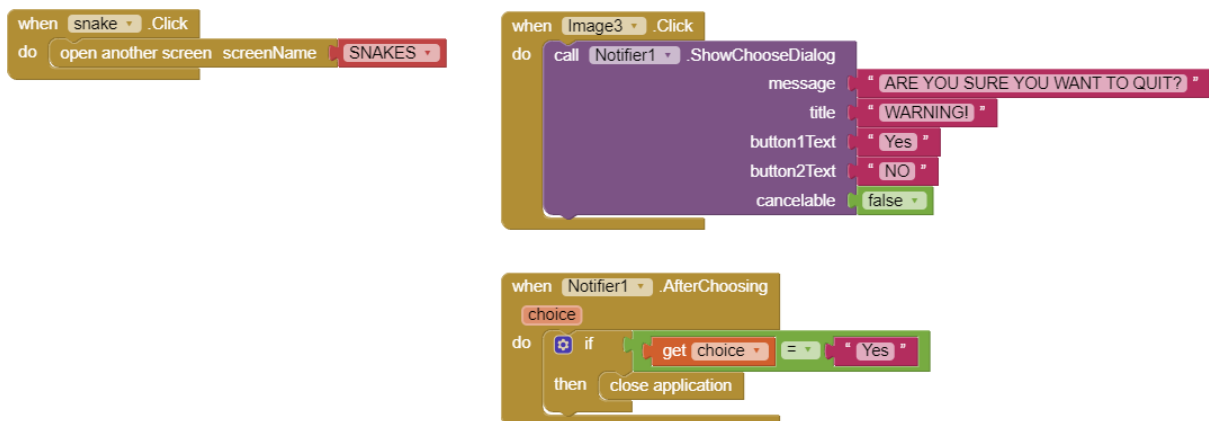 when snake .Click
do open another screen screenName SNAKES
when Image3 .Click
do call Notifier1 .ShowChooseDialog
message " ARE YOU SURE YOU WANT TO QUIT? "
title " WARNING! "
button1Text " Yes "
button2Text " NO "
cancelable false
when Notifier1 .AfterChoosing
choice
do if get choice = " Yes "
then close application